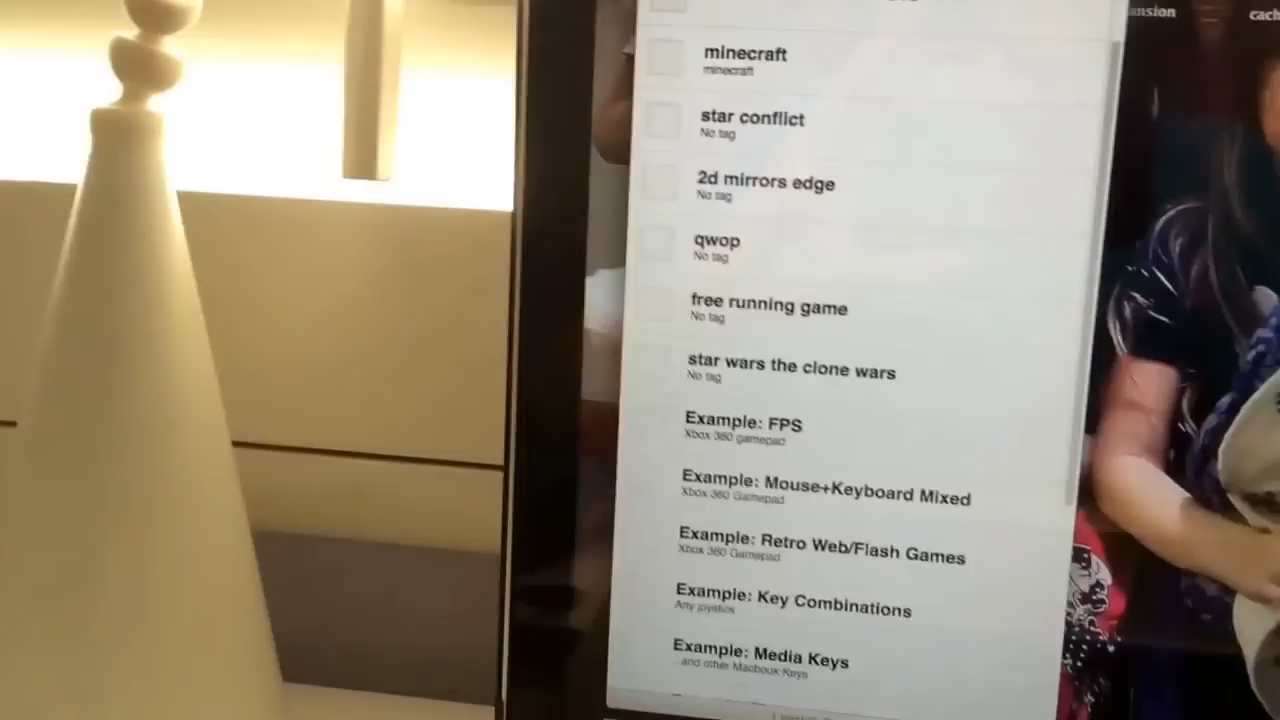 minecraft
minecraft
star conflict
No tag
2d mirrors edge
No tag
qwop
No tag
free running game
No tag
star wars the clone wars
No tag
Example: FPS
Xbox 360 gamepad
Example: Mouse+Keyboard Mixed
Xbox 360 Gamepad
Example: Retro Web/Flash Games
Xbox 360 Gamepad
Example: Key Combinations
Any joystick
Example: Media Keys
...and other Macbook Keys
ansion
cach